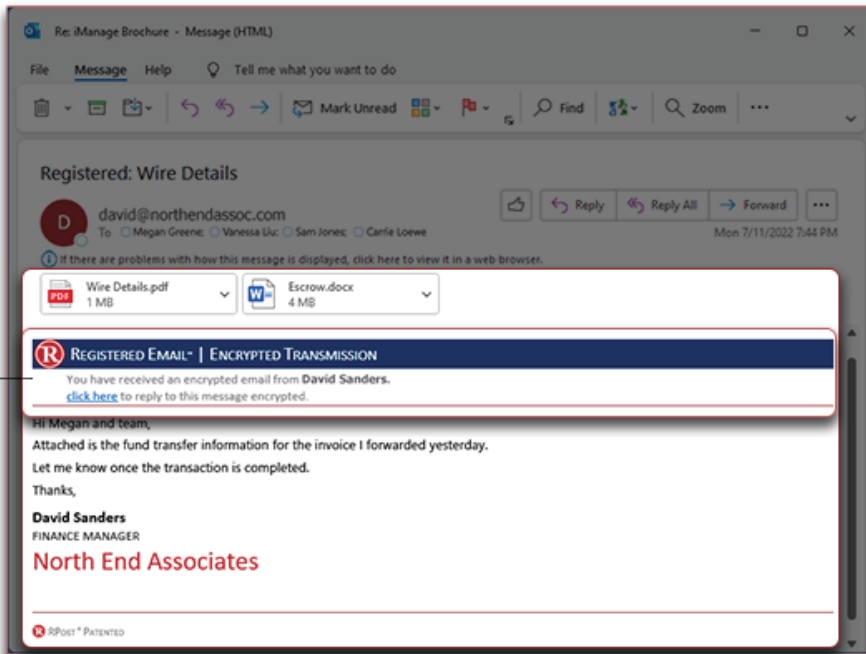 Re: iManage Brochure - Message (HTML)
File Message Help Tell me what you want to do
Mark Unread Find Zoom
Registered: Wire Details
D
david@northendassoc.com
To Megan Greene; Vanessa Liu; Sam Jones; Carrie Loewe
Reply Reply All Forward
Mon 7/11/2022 7:44 PM
If there are problems with how this message is displayed, click here to view it in a web browser.
PDF Wire Details.pdf
1 MB
W Escrow.docx
4 MB
R REGISTERED EMAIL™ | ENCRYPTED TRANSMISSION
You have received an encrypted email from David Sanders.
click here to reply to this message encrypted.
Hi Megan and team,
Attached is the fund transfer information for the invoice I forwarded yesterday.
Let me know once the transaction is completed.
Thanks,
David Sanders
FINANCE MANAGER
North End Associates
R RPOST® PATENTED